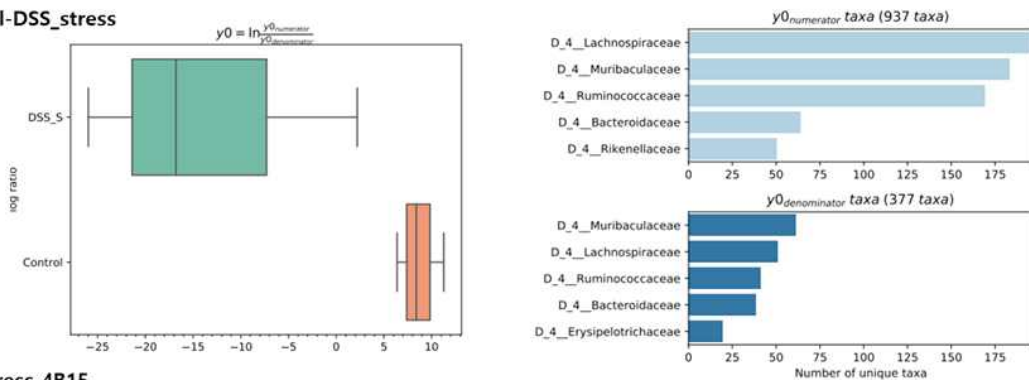 l-DSS_stress
y0 = ln y0numerator / y0denominator
DSS_S
Control
log ratio
−25 −20 −15 −10 −5 0 5 10
y0numerator taxa (937 taxa)
D_4__Lachnospiraceae
D_4__Muribaculaceae
D_4__Ruminococcaceae
D_4__Bacteroidaceae
D_4__Rikenellaceae
0 25 50 75 100 125 150 175
y0denominator taxa (377 taxa)
D_4__Muribaculaceae
D_4__Lachnospiraceae
D_4__Ruminococcaceae
D_4__Bacteroidaceae
D_4__Erysipelotrichaceae
0 25 50 75 100 125 150 175
Number of unique taxa